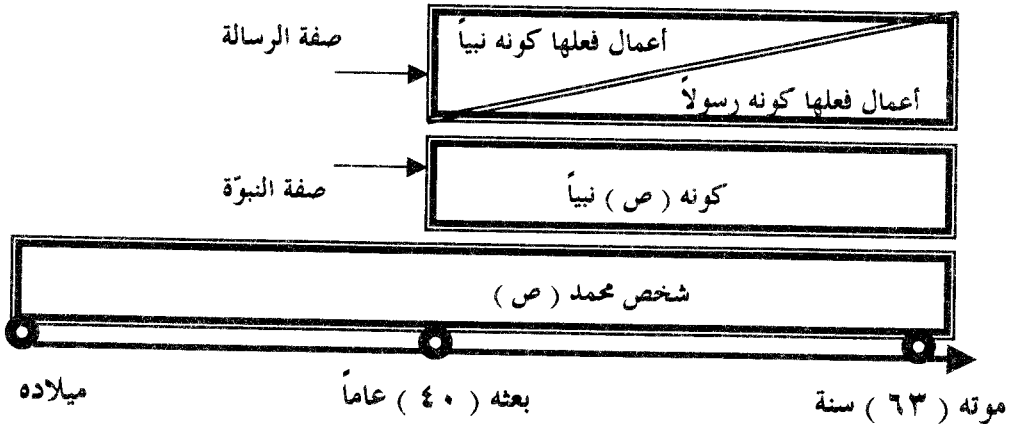 صفة الرسالة
أعمال فعلها كونه نبياً
أعمال فعلها كونه رسولاً
صفة النبوّة
كونه ( ص ) نبياً
شخص محمد ( ص )
ميلاده
بعثه ( ٤٠ ) عاماً
موته ( ٦٣ ) سنة